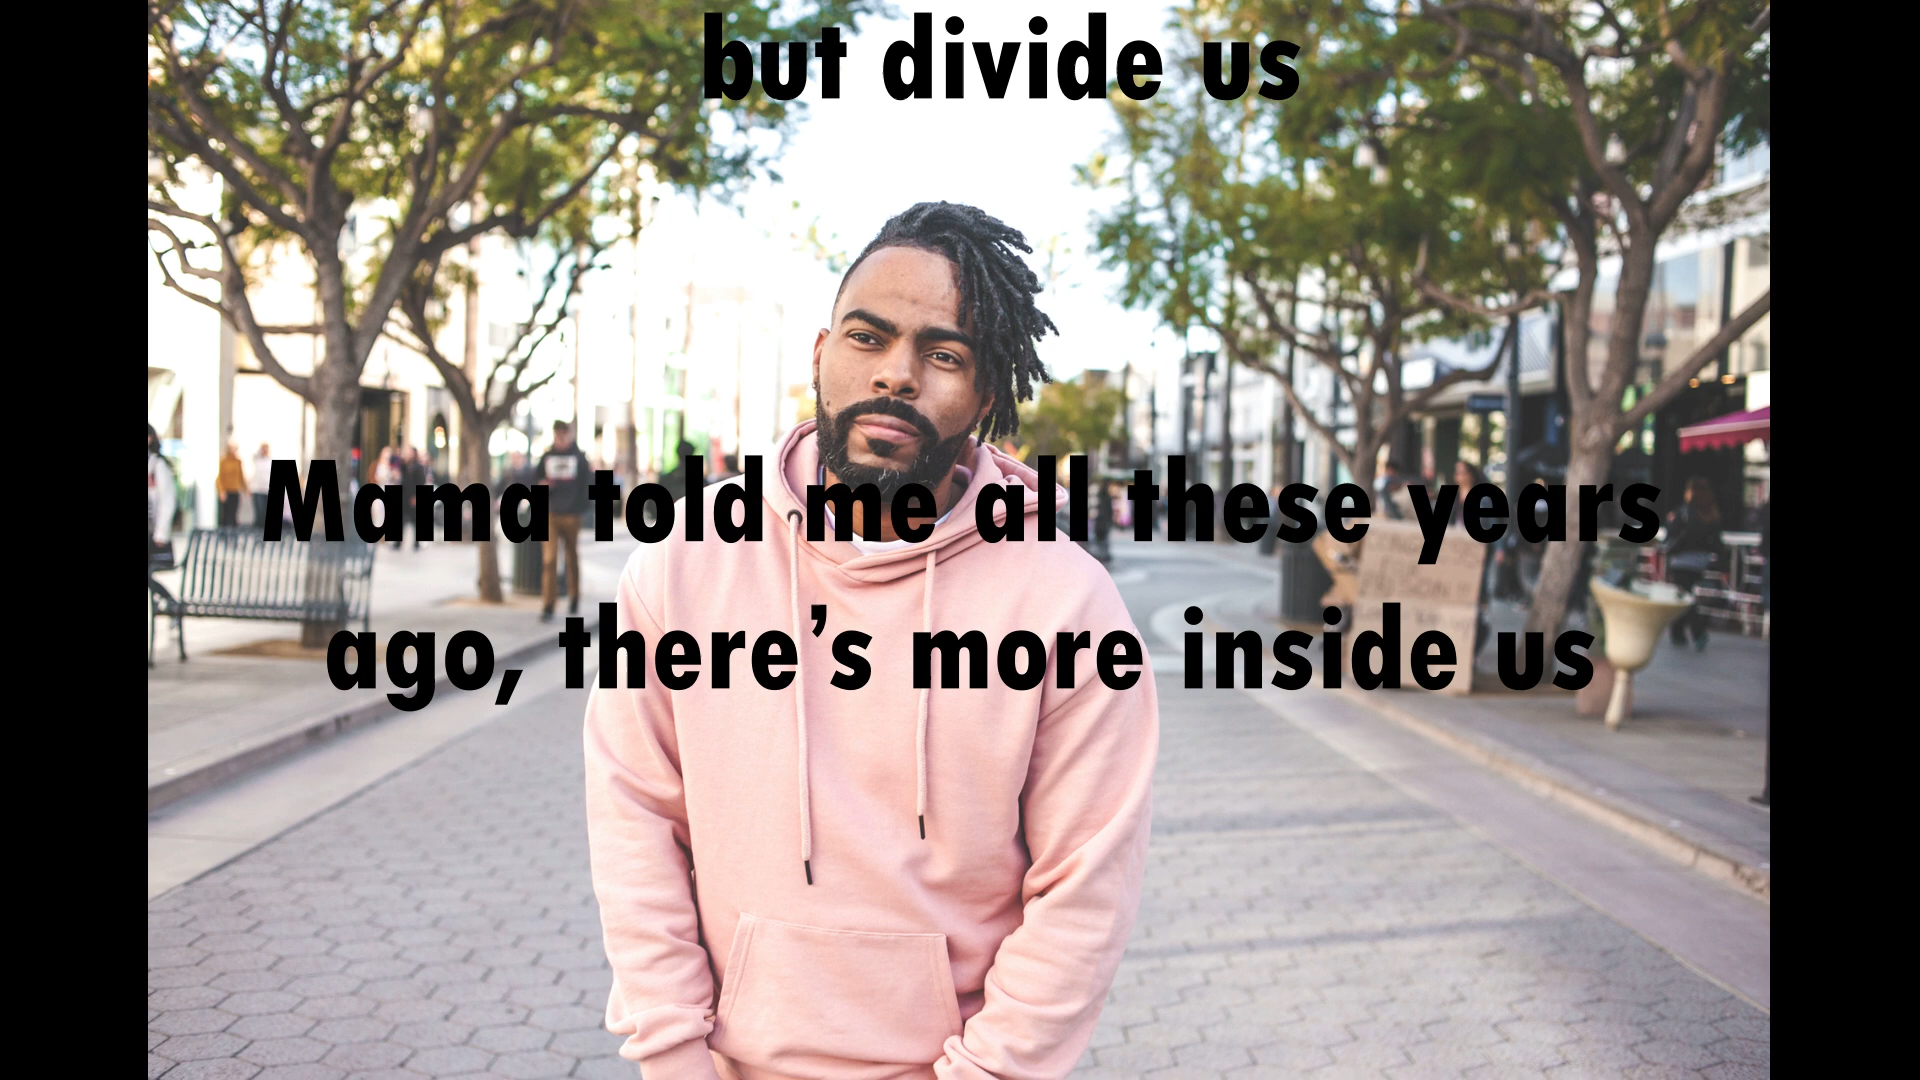 but divide us
Mama told me all these years
ago, there’s more inside us